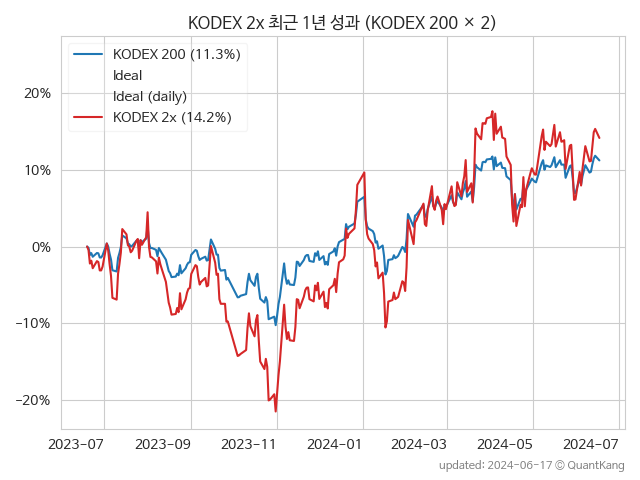 KODEX 2x 최근 1년 성과 (KODEX 200 × 2)
KODEX 200 (11.3%)
Ideal
Ideal (daily)
KODEX 2x (14.2%)
20%
10%
0%
−10%
−20%
2023−07
2023−09
2023−11
2024−01
2024−03
2024−05
2024−07
updated: 2024-06-17 © QuantKang